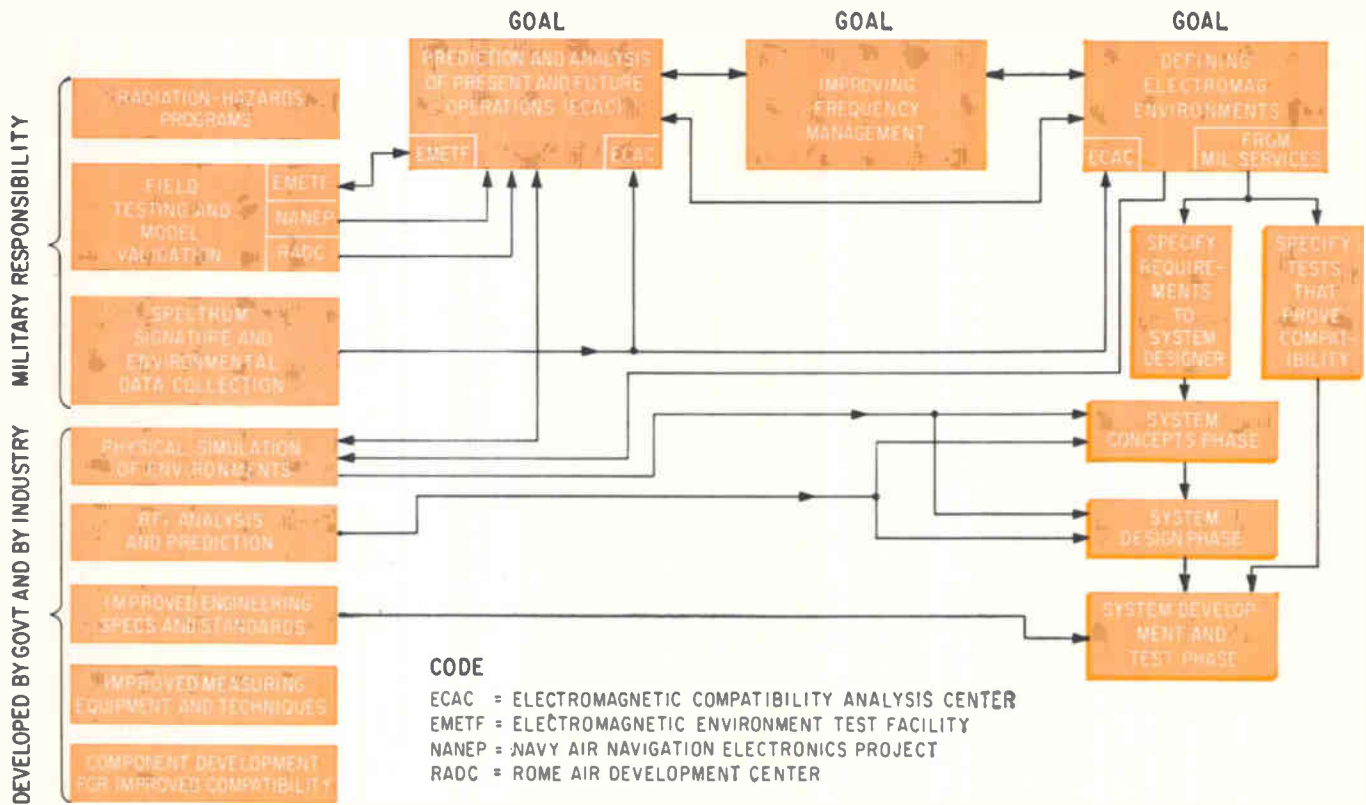 GOAL
GOAL
GOAL
PREDICTION AND ANALYSIS
OF PRESENT AND FUTURE
OPERATIONS (ECAC)
EMETF
ECAC
IMPROVING
FREQUENCY
MANAGEMENT
DEFINING
ELECTROMAG
ENVIRONMENTS
ECAC
FROM
MIL SERVICES
MILITARY RESPONSIBILITY
RADIATION-HAZARDS
PROGRAMS
FIELD
TESTING AND
MODEL
VALIDATION
EMETF
NANEP
RADC
SPECTRUM
SIGNATURE AND
ENVIRONMENTAL
DATA COLLECTION
SPECIFY
REQUIRE-
MENTS
TO
SYSTEM
DESIGNER
SPECIFY
TESTS
THAT
PROVE
COMPAT-
IBILITY
DEVELOPED BY GOVT AND BY INDUSTRY
PHYSICAL SIMULATION
OF ENVIRONMENTS
RFI ANALYSIS
AND PREDICTION
IMPROVED ENGINEERING
SPECS AND STANDARDS
IMPROVED MEASURING
EQUIPMENT AND TECHNIQUES
COMPONENT DEVELOPMENT
FOR IMPROVED COMPATIBILITY
SYSTEM
CONCEPTS PHASE
SYSTEM
DESIGN PHASE
SYSTEM DEVELOP
MENT AND
TEST PHASE
CODE
ECAC = ELECTROMAGNETIC COMPATIBILITY ANALYSIS CENTER
EMETF = ELECTROMAGNETIC ENVIRONMENT TEST FACILITY
NANEP = NAVY AIR NAVIGATION ELECTRONICS PROJECT
RADC = ROME AIR DEVELOPMENT CENTER